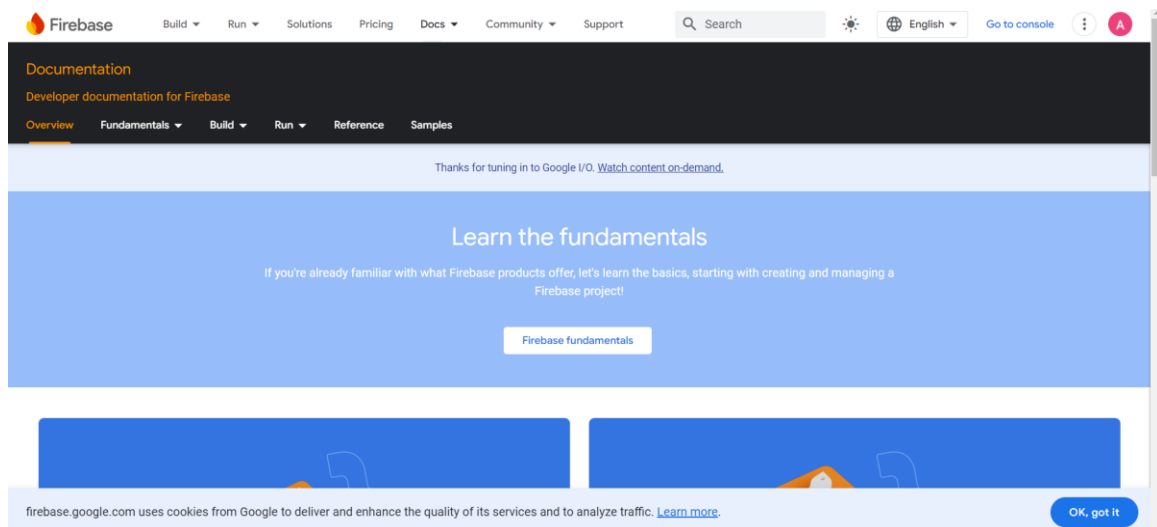 Firebase Build Run Solutions Pricing Docs Community Support Search English Go to console A
Documentation
Developer documentation for Firebase
Overview Fundamentals Build Run Reference Samples
Thanks for tuning in to Google I/O. Watch content on-demand.
Learn the fundamentals
If you're already familiar with what Firebase products offer, let's learn the basics, starting with creating and managing a
Firebase project!
Firebase fundamentals
firebase.google.com uses cookies from Google to deliver and enhance the quality of its services and to analyze traffic. Learn more. OK, got it